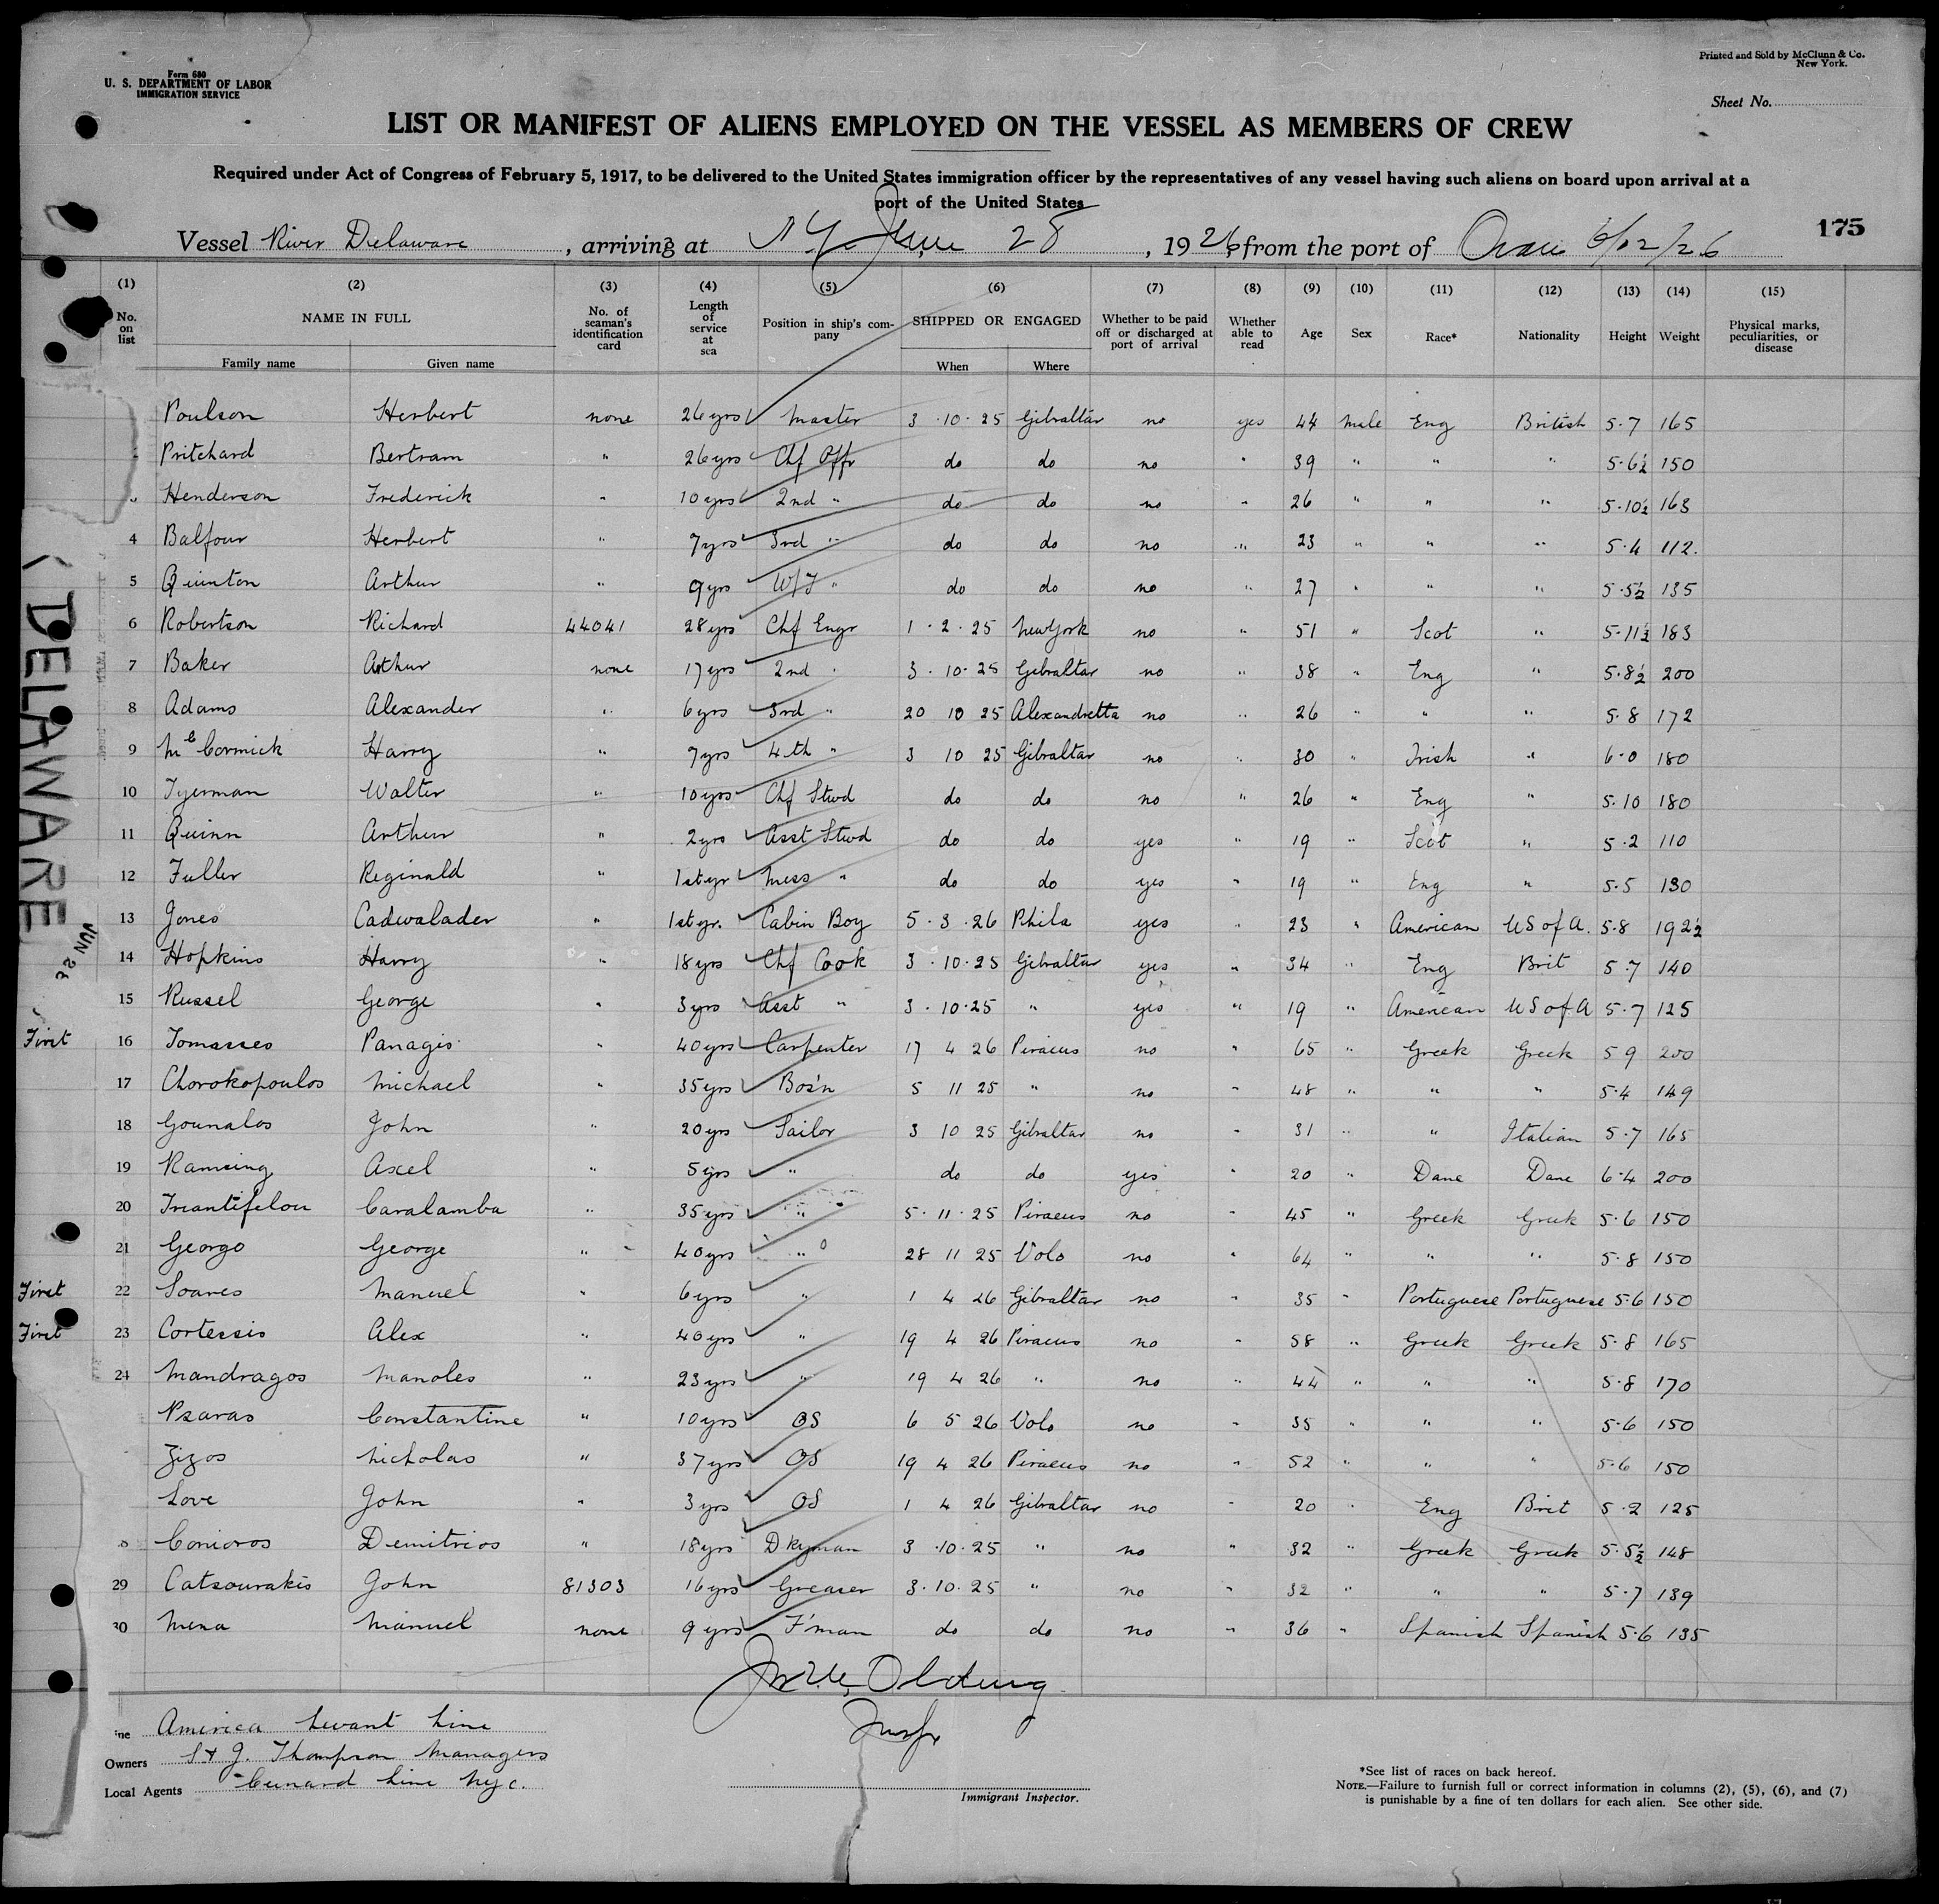 Form 680
U. S. DEPARTMENT OF LABOR
IMMIGRATION SERVICE
Printed and Sold by McClunn & Co.
New York.
Sheet No.
LIST OR MANIFEST OF ALIENS EMPLOYED ON THE VESSEL AS MEMBERS OF CREW
Required under Act of Congress of February 5, 1917, to be delivered to the United States immigration officer by the representatives of any vessel having such aliens on board upon arrival at a
port of the United States
175
Vessel River Delaware, arriving at N Y June 28, 1926, from the port of Oran
(1) (2) (3) (4) (5) (6) (7) (8) (9) (10) (11) (12) (13) (14) (15)
No. on list NAME IN FULL No. of seaman's identification card Length of service at sea Position in ship's company SHIPPED OR ENGAGED Whether to be paid off or discharged at port of arrival Whether able to read Age Sex Race* Nationality Height Weight Physical marks, peculiarities, or disease
Family name Given name When Where
Poulson Herbert none 26 yrs Master 3 . 10 . 25 Gibraltar no yes 44 Male Eng British 5.7 165
Pritchard Bertram " 26 yrs Chf Offr do do no " 39 " " " 5.6½ 150
Henderson Frederick " 10 yrs 2nd " do do no " 26 " " " 5.10½ 163
4 Balfour Herbert " 7 yrs 3rd " do do no " 23 " " " 5.4 112.
5 Quinton Arthur " 9 yrs W/T " do do no " 27 " " " 5.5½ 135
6 Robertson Richard 44041 28 yrs Chf Engr 1 . 2 . 25 New York no " 51 " Scot " 5.11½ 183
7 Baker Arthur none 17 yrs 2nd " 3 . 10 . 25 Gibraltar no " 38 " Eng " 5.8½ 200
8 Adams Alexander " 6 yrs 3rd " 20 10 25 Alexandretta no " 26 " " " 5.8 172
9 McCormick Harry " 7 yrs 4th " 3 10 25 Gibraltar no " 30 " Irish " 6.0 180
10 Tyerman Walter " 10 yrs Chf Stwd do do no " 26 " Eng " 5.10 180
11 Quinn Arthur " 2 yrs Asst Stwd do do yes " 19 " Scot " 5.2 110
12 Fuller Reginald " 1st yr Mess " do do yes " 19 " Eng " 5.5 130
13 Jones Cadwalader " 1st yr. Cabin Boy 5 . 3 . 26 Phila yes " 23 " American U S of A. 5.8 192½
14 Hopkins Harry " 18 yrs Chf Cook 3 . 10 . 25 Gibraltar yes " 34 " Eng Brit 5.7 140
15 Russel George " 3 yrs Asst " 3 . 10 . 25 " yes " 19 " American U S of A 5.7 125
First 16 Tomasses Panagis " 40 yrs Carpenter 17 4 26 Piraeus no " 65 " Greek Greek 5 9 200
17 Chorokopoulos Michael " 35 yrs Bos'n 5 11 25 " no " 48 " " " 5.4 149
18 Gounalos John " 20 yrs Sailor 3 10 25 Gibraltar no " 31 " " Italian 5.7 165
19 Ramsing Axel " 5 yrs " do do yes " 20 " Dane Dane 6.4 200
20 Triantifelou Caralamba " 35 yrs " 5 . 11 . 25 Piraeus no " 45 " Greek Greek 5.6 150
21 Georgo George " 40 yrs " 28 11 25 Volo no " 64 " " " 5.8 150
First 22 Soares Manuel " 6 yrs " 1 4 26 Gibraltar no " 35 " Portuguese Portuguese 5.6 150
First 23 Cortessis Alex " 40 yrs " 19 4 26 Piraeus no " 58 " Greek Greek 5.8 165
24 Mandragos Manoles " 23 yrs " 19 4 26 " no " 44 " " " 5.8 170
Psaras Constantine " 10 yrs OS 6 5 26 Volo no " 35 " " " 5.6 150
Zizos Nicholas " 37 yrs OS 19 4 26 Piraeus no " 52 " " " 5.6 150
Love John " 3 yrs OS 1 4 26 Gibraltar no " 20 " Eng Brit 5.2 125
8 Conioros Demitrios " 18 yrs Dkyman 3 . 10 . 25 " no " 32 " Greek Greek 5.5½ 148
29 Catsourakis John 81303 16 yrs Greaser 3 . 10 . 25 " no " 32 " " " 5.7 139
30 Mena Manuel none 9 yrs F'man do do no " 36 " Spanish Spanish 5.6 135
DELAWARE
JUN 28
Olding
Insp
ine America Levant Line
Owners S & J. Thompson Managers
Local Agents Cunard Line NYC.
Immigrant Inspector.
*See list of races on back hereof.
NOTE.—Failure to furnish full or correct information in columns (2), (5), (6), and (7)
is punishable by a fine of ten dollars for each alien. See other side.